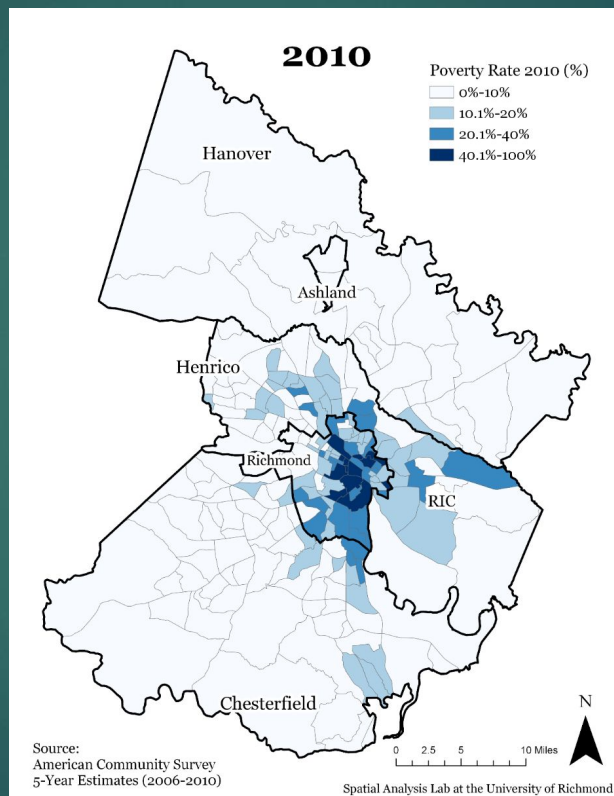 2010
Poverty Rate 2010 (%)
0%-10%
10.1%-20%
20.1%-40%
40.1%-100%
Hanover
Ashland
Henrico
Richmond
RIC
Chesterfield
N
Source:
American Community Survey
5-Year Estimates (2006-2010)
0 2.5 5 10 Miles
Spatial Analysis Lab at the University of Richmond